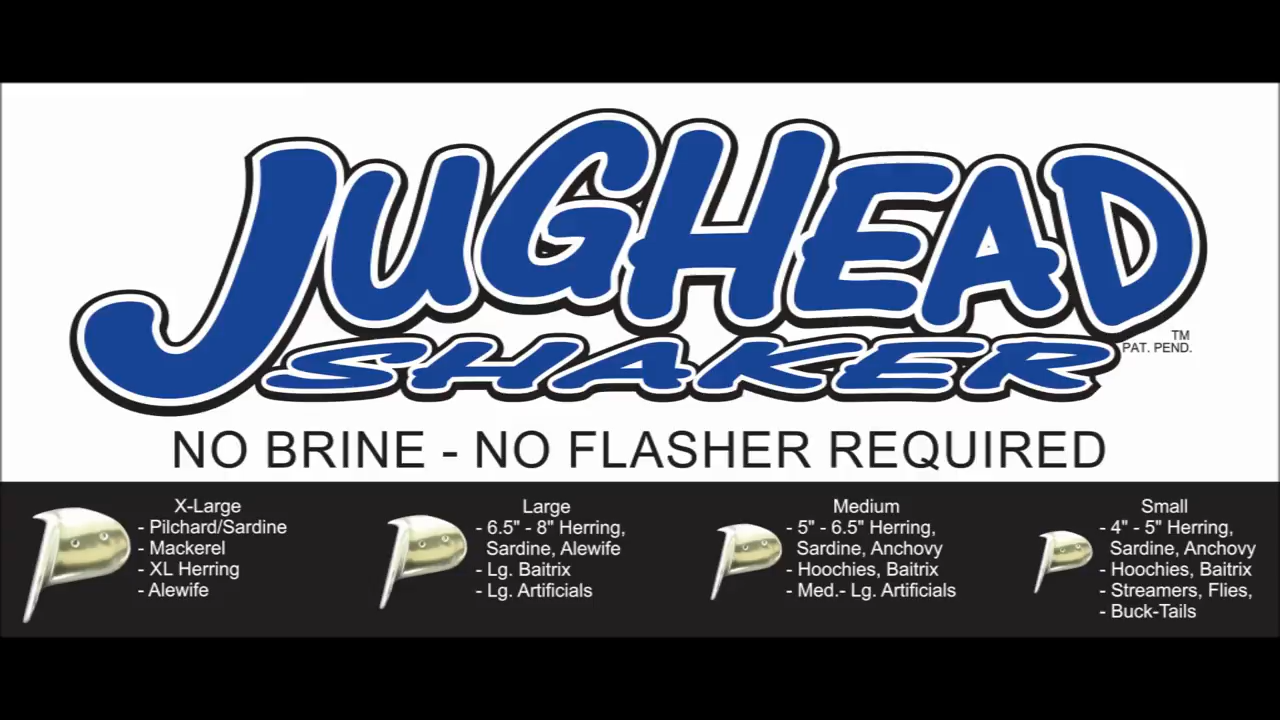 JUGHEAD
SHAKER
TM
PAT. PEND.
NO BRINE - NO FLASHER REQUIRED
X-Large
- Pilchard/Sardine
- Mackerel
- XL Herring
- Alewife
Large
- 6.5" - 8" Herring,
Sardine, Alewife
- Lg. Baitrix
- Lg. Artificials
Medium
- 5" - 6.5" Herring,
Sardine, Anchovy
- Hoochies, Baitrix
- Med.- Lg. Artificials
Small
- 4" - 5" Herring,
Sardine, Anchovy
- Hoochies, Baitrix
- Streamers, Flies,
- Buck-Tails